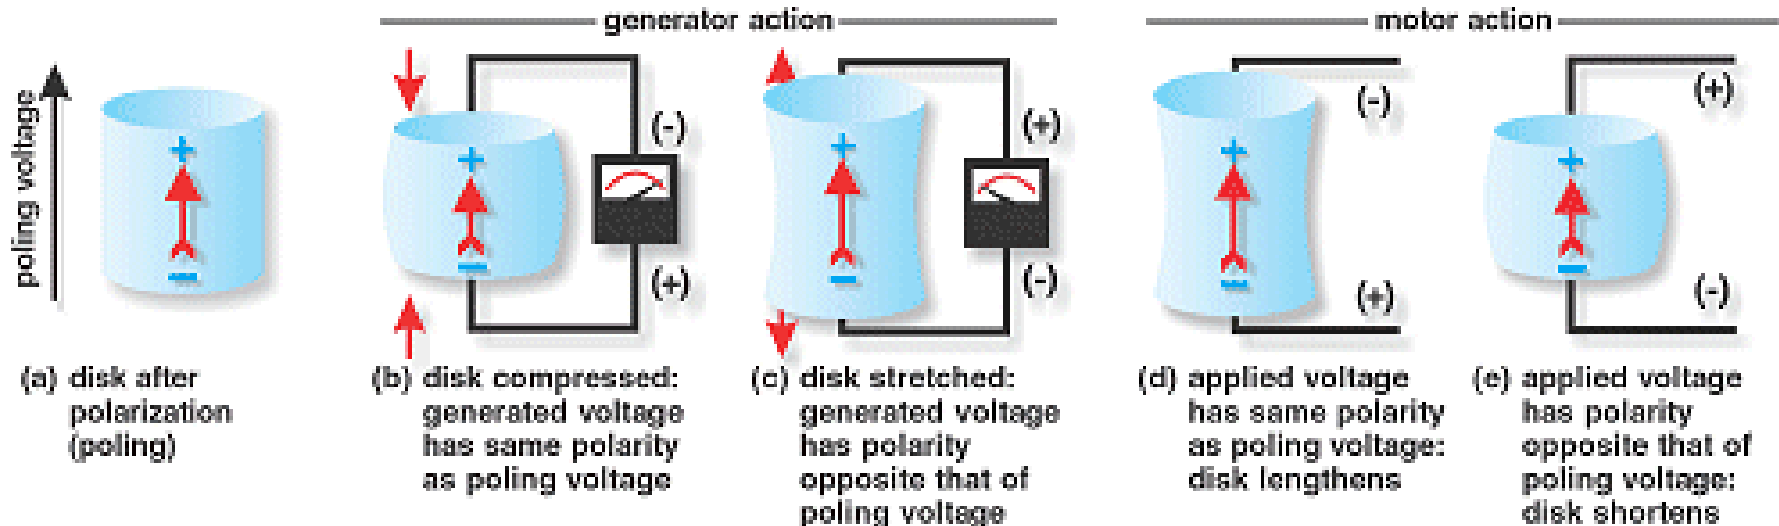 generator action
motor action
poling voltage
+
−
(-)
+
−
(+)
(+)
+
−
(-)
(-)
+
−
(+)
(+)
+
−
(-)
(a) disk after
polarization
(poling)
(b) disk compressed:
generated voltage
has same polarity
as poling voltage
(c) disk stretched:
generated voltage
has polarity
opposite that of
poling voltage
(d) applied voltage
has same polarity
as poling voltage:
disk lengthens
(e) applied voltage
has polarity
opposite that of
poling voltage:
disk shortens